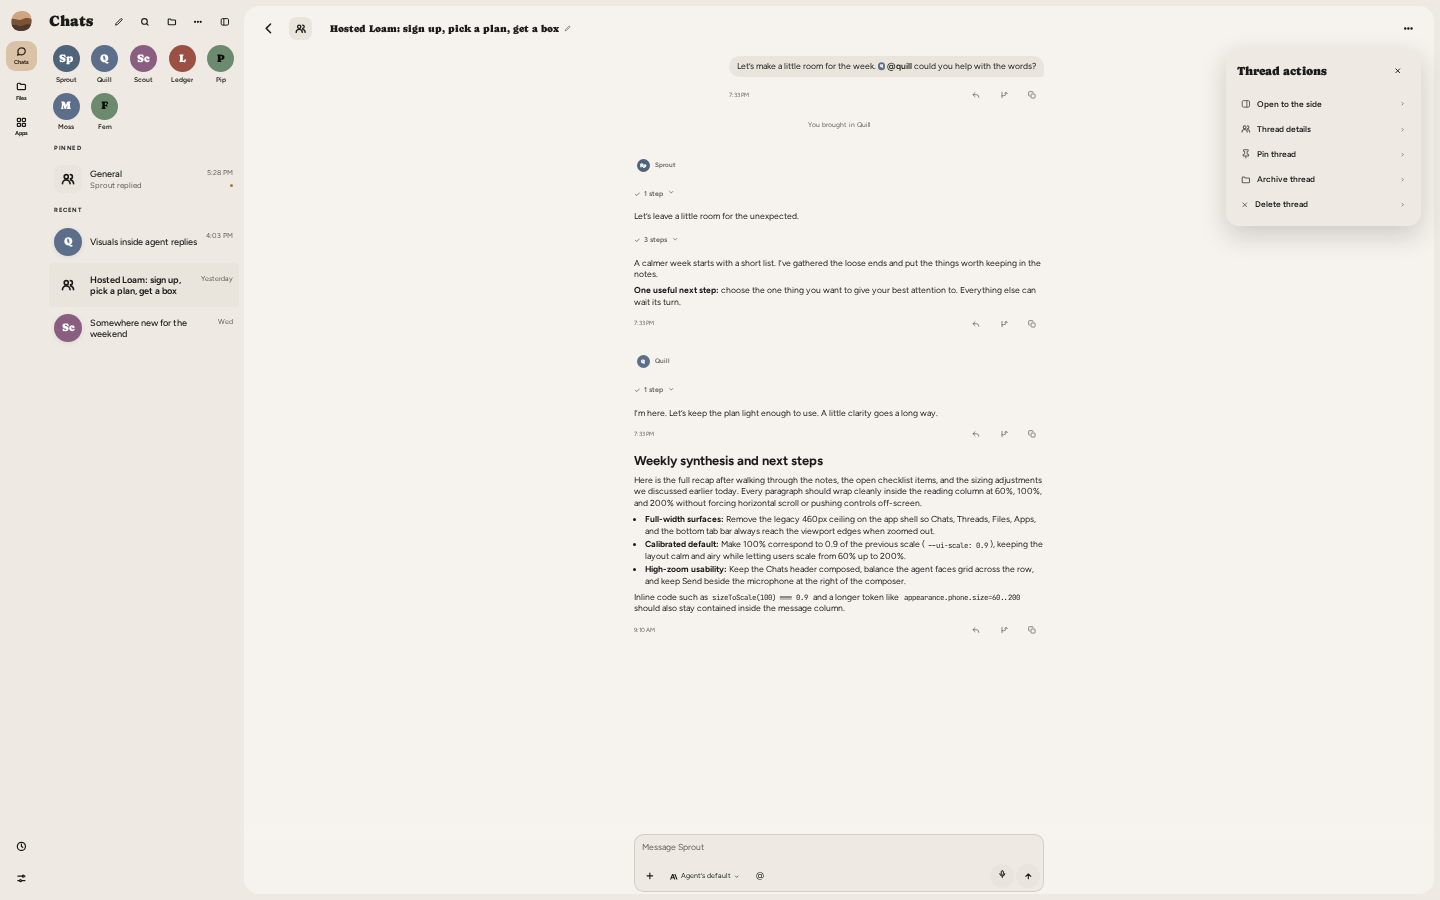 Chats
Chats
Files
Apps
Sp
Sprout
Q
Quill
Sc
Scout
L
Ledger
P
Pip
M
Moss
F
Fern
PINNED
General
5:28 PM
Sprout replied
RECENT
Q
Visuals inside agent replies
4:03 PM
Hosted Loam: sign up,
pick a plan, get a box
Yesterday
Sc
Somewhere new for the
weekend
Wed
Hosted Loam: sign up, pick a plan, get a box
Let's make a little room for the week. @quill could you help with the words?
7:33PM
You brought in Quill
Sp Sprout
1 step
Let's leave a little room for the unexpected.
3 steps
A calmer week starts with a short list. I've gathered the loose ends and put the things worth keeping in the
notes.
One useful next step: choose the one thing you want to give your best attention to. Everything else can
wait its turn.
7:33PM
Q Quill
1 step
I'm here. Let's keep the plan light enough to use. A little clarity goes a long way.
7:33PM
Weekly synthesis and next steps
Here is the full recap after walking through the notes, the open checklist items, and the sizing adjustments
we discussed earlier today. Every paragraph should wrap cleanly inside the reading column at 60%, 100%,
and 200% without forcing horizontal scroll or pushing controls off-screen.
• Full-width surfaces: Remove the legacy 460px ceiling on the app shell so Chats, Threads, Files, Apps,
and the bottom tab bar always reach the viewport edges when zoomed out.
• Calibrated default: Make 100% correspond to 0.9 of the previous scale ( --ui-scale: 0.9 ), keeping the
layout calm and airy while letting users scale from 60% up to 200%.
• High-zoom usability: Keep the Chats header composed, balance the agent faces grid across the row,
and keep Send beside the microphone at the right of the composer.
Inline code such as sizeToScale(100) === 0.9 and a longer token like appearance.phone.size=60..200
should also stay contained inside the message column.
9:10 AM
Message Sprout
Agent's default
@
Thread actions
Open to the side
Thread details
Pin thread
Archive thread
Delete thread